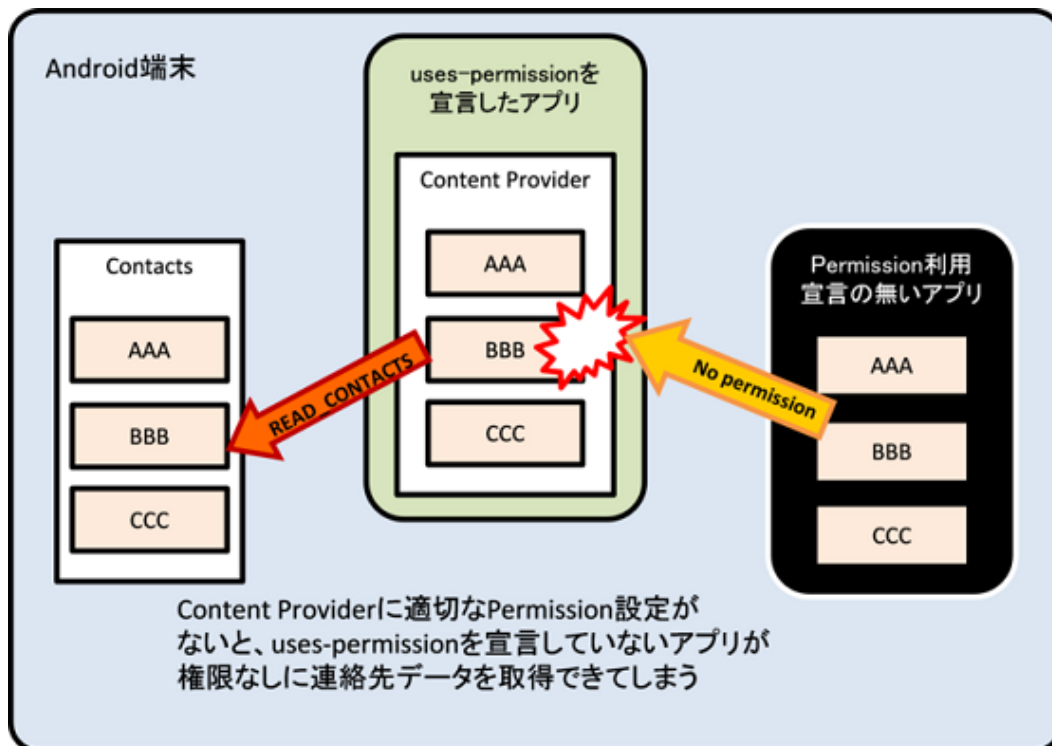 Android端末
uses-permissionを
宣言したアプリ
Content Provider
AAA
BBB
CCC
Contacts
AAA
BBB
CCC
READ_CONTACTS
No permission
Permission利用
宣言の無いアプリ
AAA
BBB
CCC
Content Providerに適切なPermission設定が
ないと、uses-permissionを宣言していないアプリが
権限なしに連絡先データを取得できてしまう